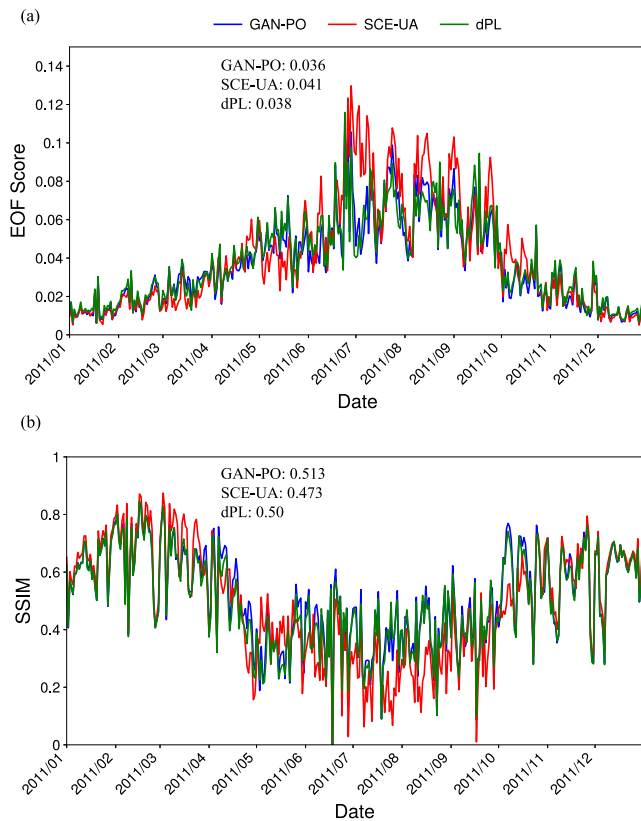 (a)
GAN-PO SCE-UA dPL
GAN-PO: 0.036
SCE-UA: 0.041
dPL: 0.038
0.14
0.12
0.1
0.08
0.06
0.04
0.02
0
EOF Score
2011/01 2011/02 2011/03 2011/04 2011/05 2011/06 2011/07 2011/08 2011/09 2011/10 2011/11 2011/12
Date
(b)
GAN-PO: 0.513
SCE-UA: 0.473
dPL: 0.50
1
0.8
0.6
0.4
0.2
0
SSIM
2011/01 2011/02 2011/03 2011/04 2011/05 2011/06 2011/07 2011/08 2011/09 2011/10 2011/11 2011/12
Date